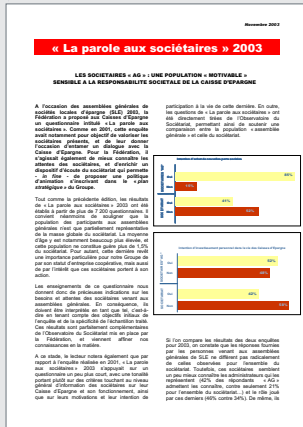 Novembre 2003
« La parole aux sociétaires » 2003
LES SOCIETAIRES « AG » : UNE POPULATION « MOTIVABLE »
SENSIBLE A LA RESPONSABILITE SOCIETALE DE LA CAISSE D'EPARGNE
A l'occasion des assemblées générales de
sociétés locales d'épargne (SLE) 2003, la
Fédération a proposé aux Caisses d'Epargne
un questionnaire intitulé « La parole aux
sociétaires ». Comme en 2001, cette enquête
avait notamment pour objectif de valoriser les
sociétaires présents, et de leur donner
l'occasion d'entamer un dialogue avec la
Caisse d'Epargne. Pour la Fédération, il
s'agissait également de mieux connaître les
attentes des sociétaires, et d'enrichir un
dispositif d'écoute du sociétariat qui permette
- in fine - de proposer une politique
d'animation s'inscrivant dans le « plan
stratégique » du Groupe.
Tout comme la précédente édition, les résultats
de « La parole aux sociétaires » 2003 ont été
établis à partir de plus de 7.200 questionnaires. Il
convient néanmoins de souligner que la
population des participants aux assemblées
générales n'est que partiellement représentative
de la masse globale du sociétariat. La moyenne
d'âge y est notamment beaucoup plus élevée, et
cette population ne constitue guère plus de 1,5%
du sociétariat. Pour autant, cette dernière revêt
une importance particulière pour notre Groupe de
par son statut d'entreprise coopérative, mais aussi
de par l'intérêt que ces sociétaires portent à son
action.
Les enseignements de ce questionnaire nous
donnent donc de précieuses indications sur les
besoins et attentes des sociétaires venant aux
assemblées générales. En conséquence, ils
doivent être interprétés en tant que tel, c'est-à-
dire en tenant compte des objectifs initiaux de
l'enquête et de la spécificité de l'échantillon traité.
Ces résultats sont parfaitement complémentaires
de l'Observatoire du Sociétariat mis en place par
la Fédération, et viennent affiner nos
connaissances en la matière.
A ce stade, le lecteur notera également que par
rapport à l'enquête réalisée en 2001, « La parole
aux sociétaires » 2003 s'appuyait sur un
questionnaire un peu plus court, avec une tonalité
portant plutôt sur des critères touchant au niveau
général d'information des sociétaires sur leur
Caisse d'Epargne et son fonctionnement, ainsi
que sur leurs motivations et leur intention de
participation à la vie de cette dernière. En outre,
les questions de « La parole aux sociétaires » ont
été directement tirées de l'Observatoire du
Sociétariat, permettant ainsi de soutenir une
comparaison entre la population « assemblée
générale » et celle du sociétariat.
Si l'on compare les résultats des deux enquêtes
pour 2003, on constate que les réponses fournies
par les personnes venant aux assemblées
générales de SLE ne diffèrent pas radicalement
de celles observées pour l'ensemble du
sociétariat. Toutefois, ces sociétaires semblent
un peu mieux connaître les administrateurs qui les
représentent (42% des répondants « AG »
admettent les connaître, contre seulement 21%
pour l'ensemble du sociétariat...) et le rôle joué
par ces derniers (46% contre 34%). De même, ils